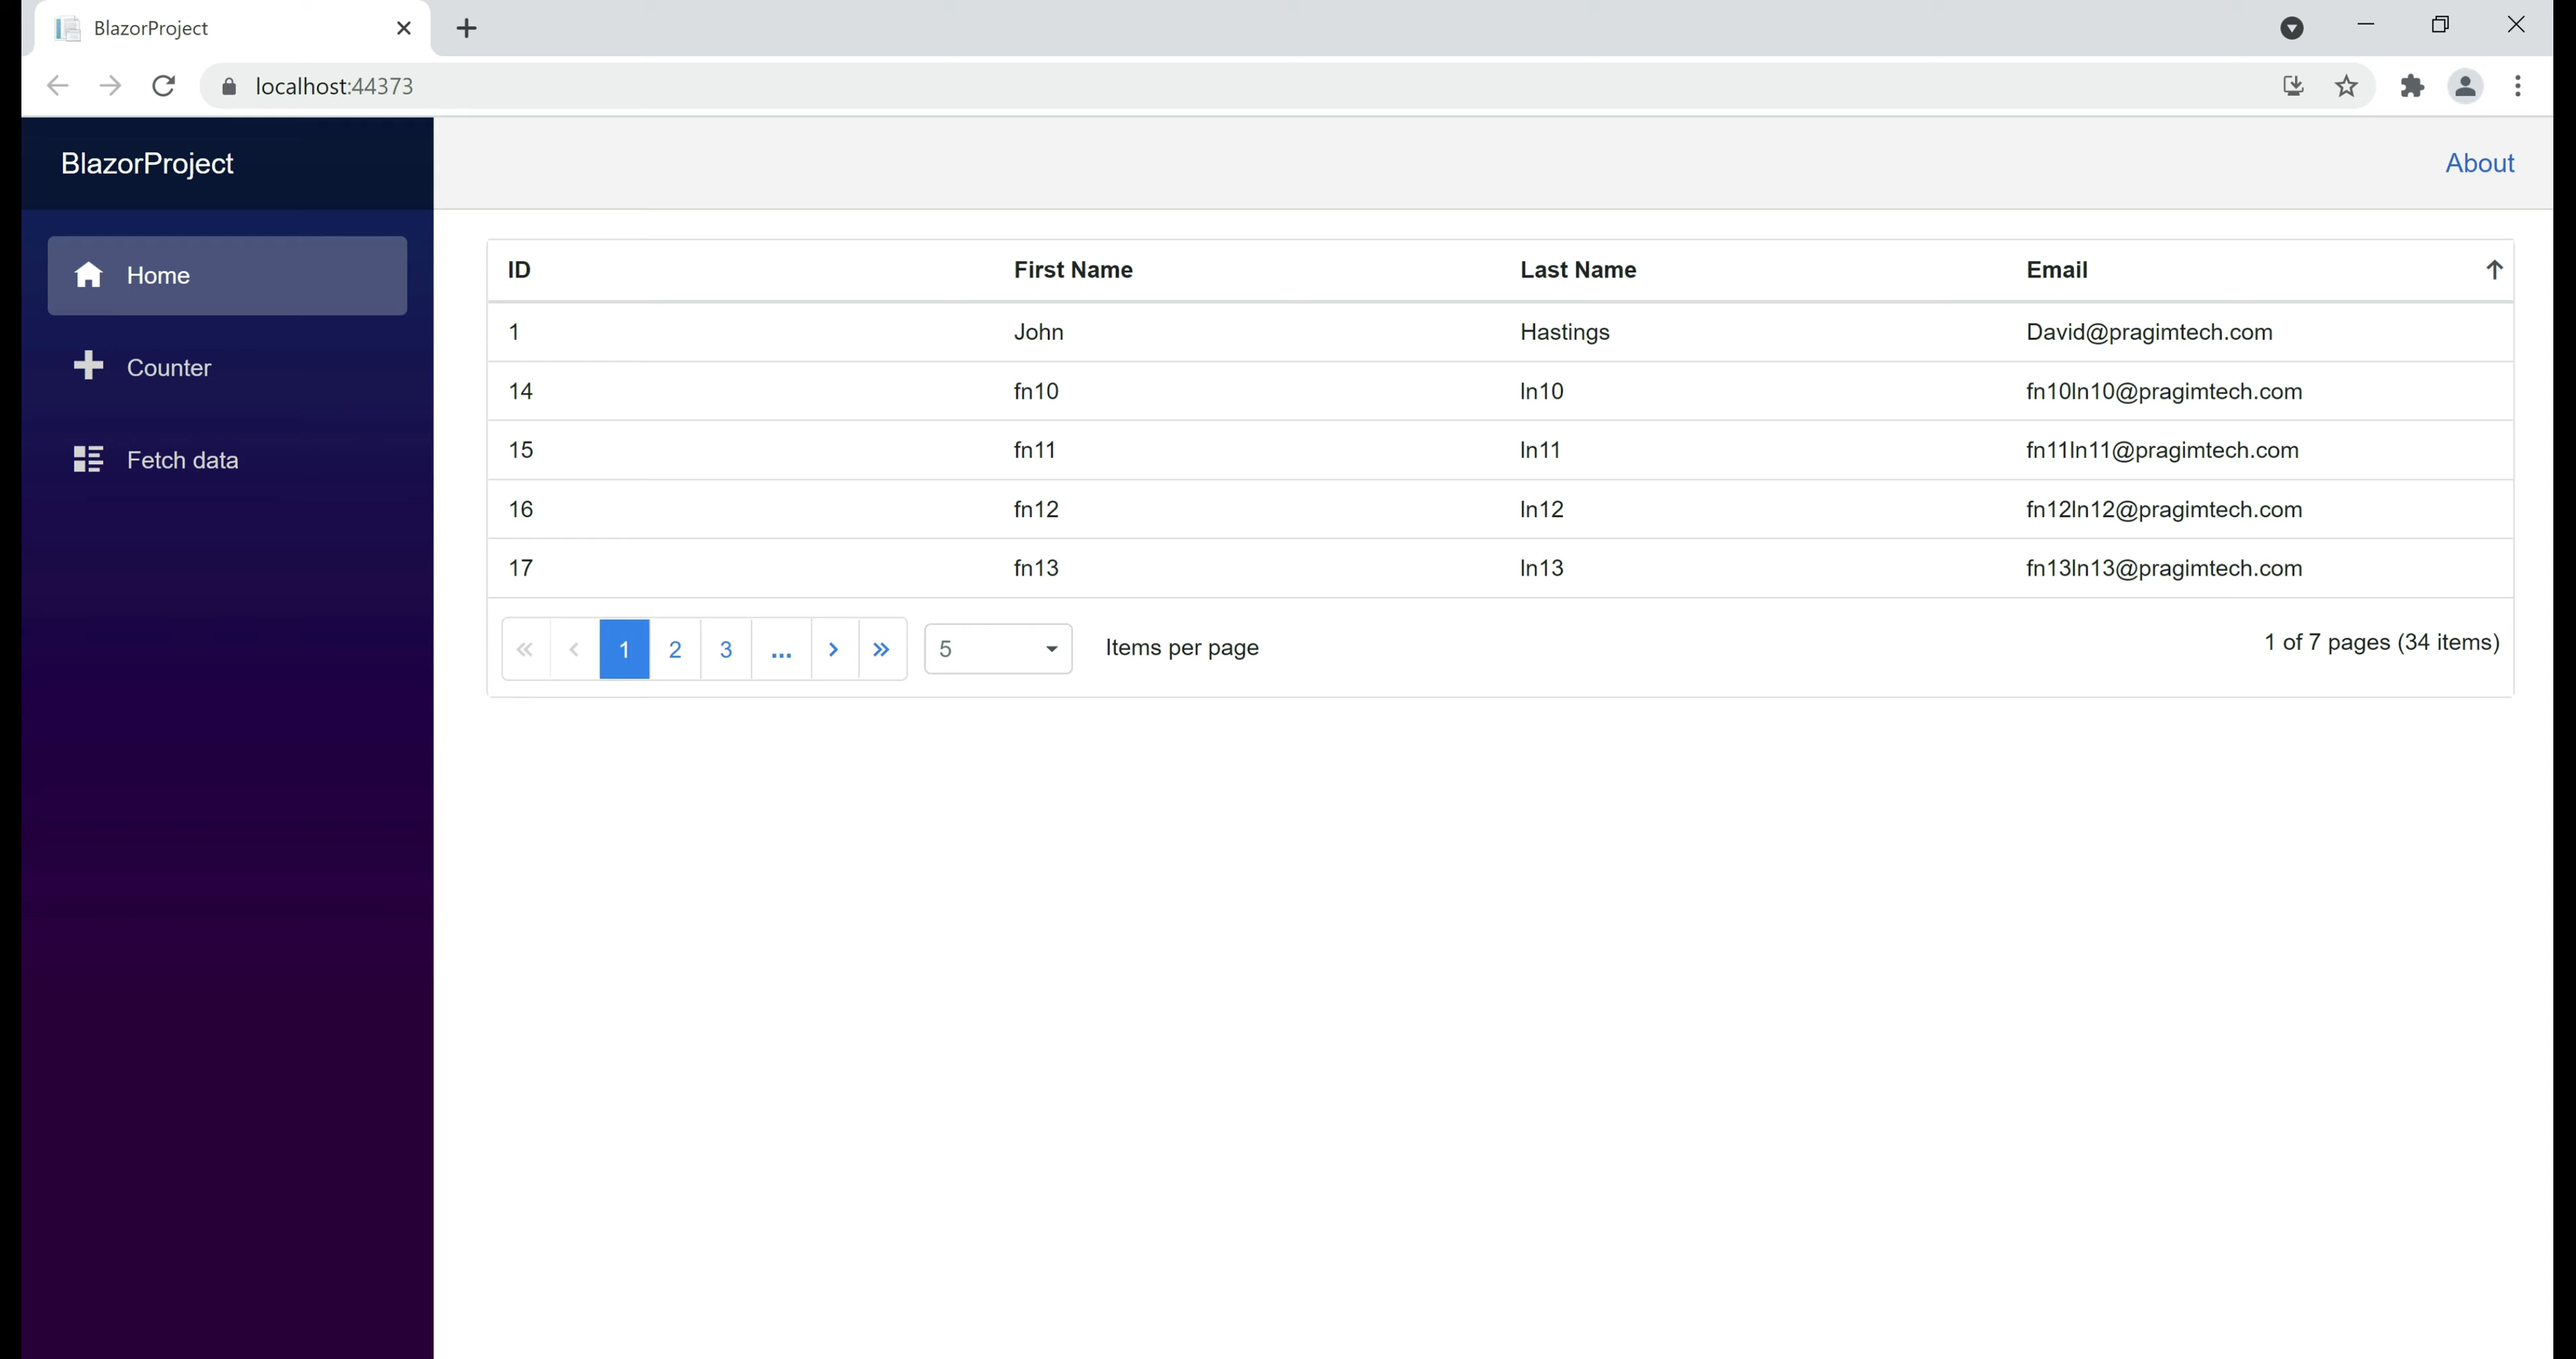 BlazorProject
localhost:44373
BlazorProject
About
Home
Counter
Fetch data
ID First Name Last Name Email
1 John Hastings David@pragimtech.com
14 fn10 ln10 fn10ln10@pragimtech.com
15 fn11 ln11 fn11ln11@pragimtech.com
16 fn12 ln12 fn12ln12@pragimtech.com
17 fn13 ln13 fn13ln13@pragimtech.com
« ‹ 1 2 3 ... › » 5 Items per page 1 of 7 pages (34 items)